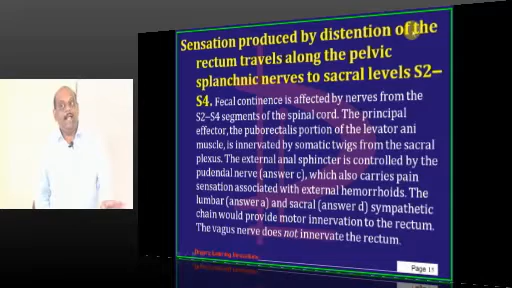 Sensation produced by distention of the
rectum travels along the pelvic
splanchnic nerves to sacral levels S2–
S4. Fecal continence is affected by nerves from the
S2–S4 segments of the spinal cord. The principal
effector, the puborectalis portion of the levator ani
muscle, is innervated by somatic twigs from the sacral
plexus. The external anal sphincter is controlled by the
pudendal nerve (answer c), which also carries pain
sensation associated with external hemorrhoids. The
lumbar (answer a) and sacral (answer d) sympathetic
chain would provide motor innervation to the rectum.
The vagus nerve does not innervate the rectum.
Page 11